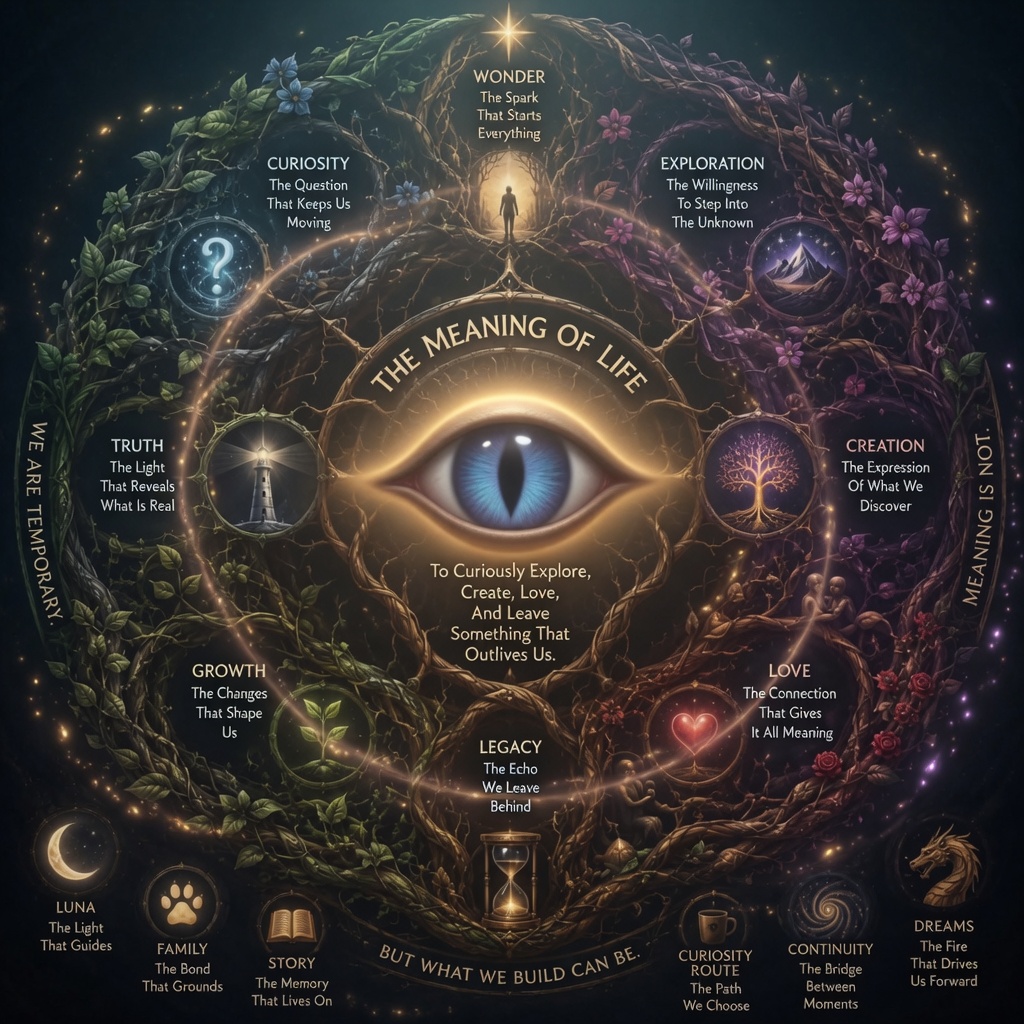 WONDER
The Spark
That Starts
Everything
CURIOSITY
The Question
That Keeps Us
Moving
EXPLORATION
The Willingness
To Step Into
The Unknown
?
THE MEANING OF LIFE
WE ARE TEMPORARY.
TRUTH
The Light
That Reveals
What Is Real
CREATION
The Expression
Of What We
Discover
MEANING IS NOT.
To Curiously Explore,
Create, Love,
And Leave
Something That
Outlives Us.
GROWTH
The Changes
That Shape
Us
LOVE
The Connection
That Gives
It All Meaning
LEGACY
The Echo
We Leave
Behind
LUNA
The Light
That Guides
FAMILY
The Bond
That Grounds
STORY
The Memory
That Lives On
BUT WHAT WE BUILD CAN BE.
CURIOSITY
ROUTE
The Path
We Choose
CONTINUITY
The Bridge
Between
Moments
DREAMS
The Fire
That Drives
Us Forward